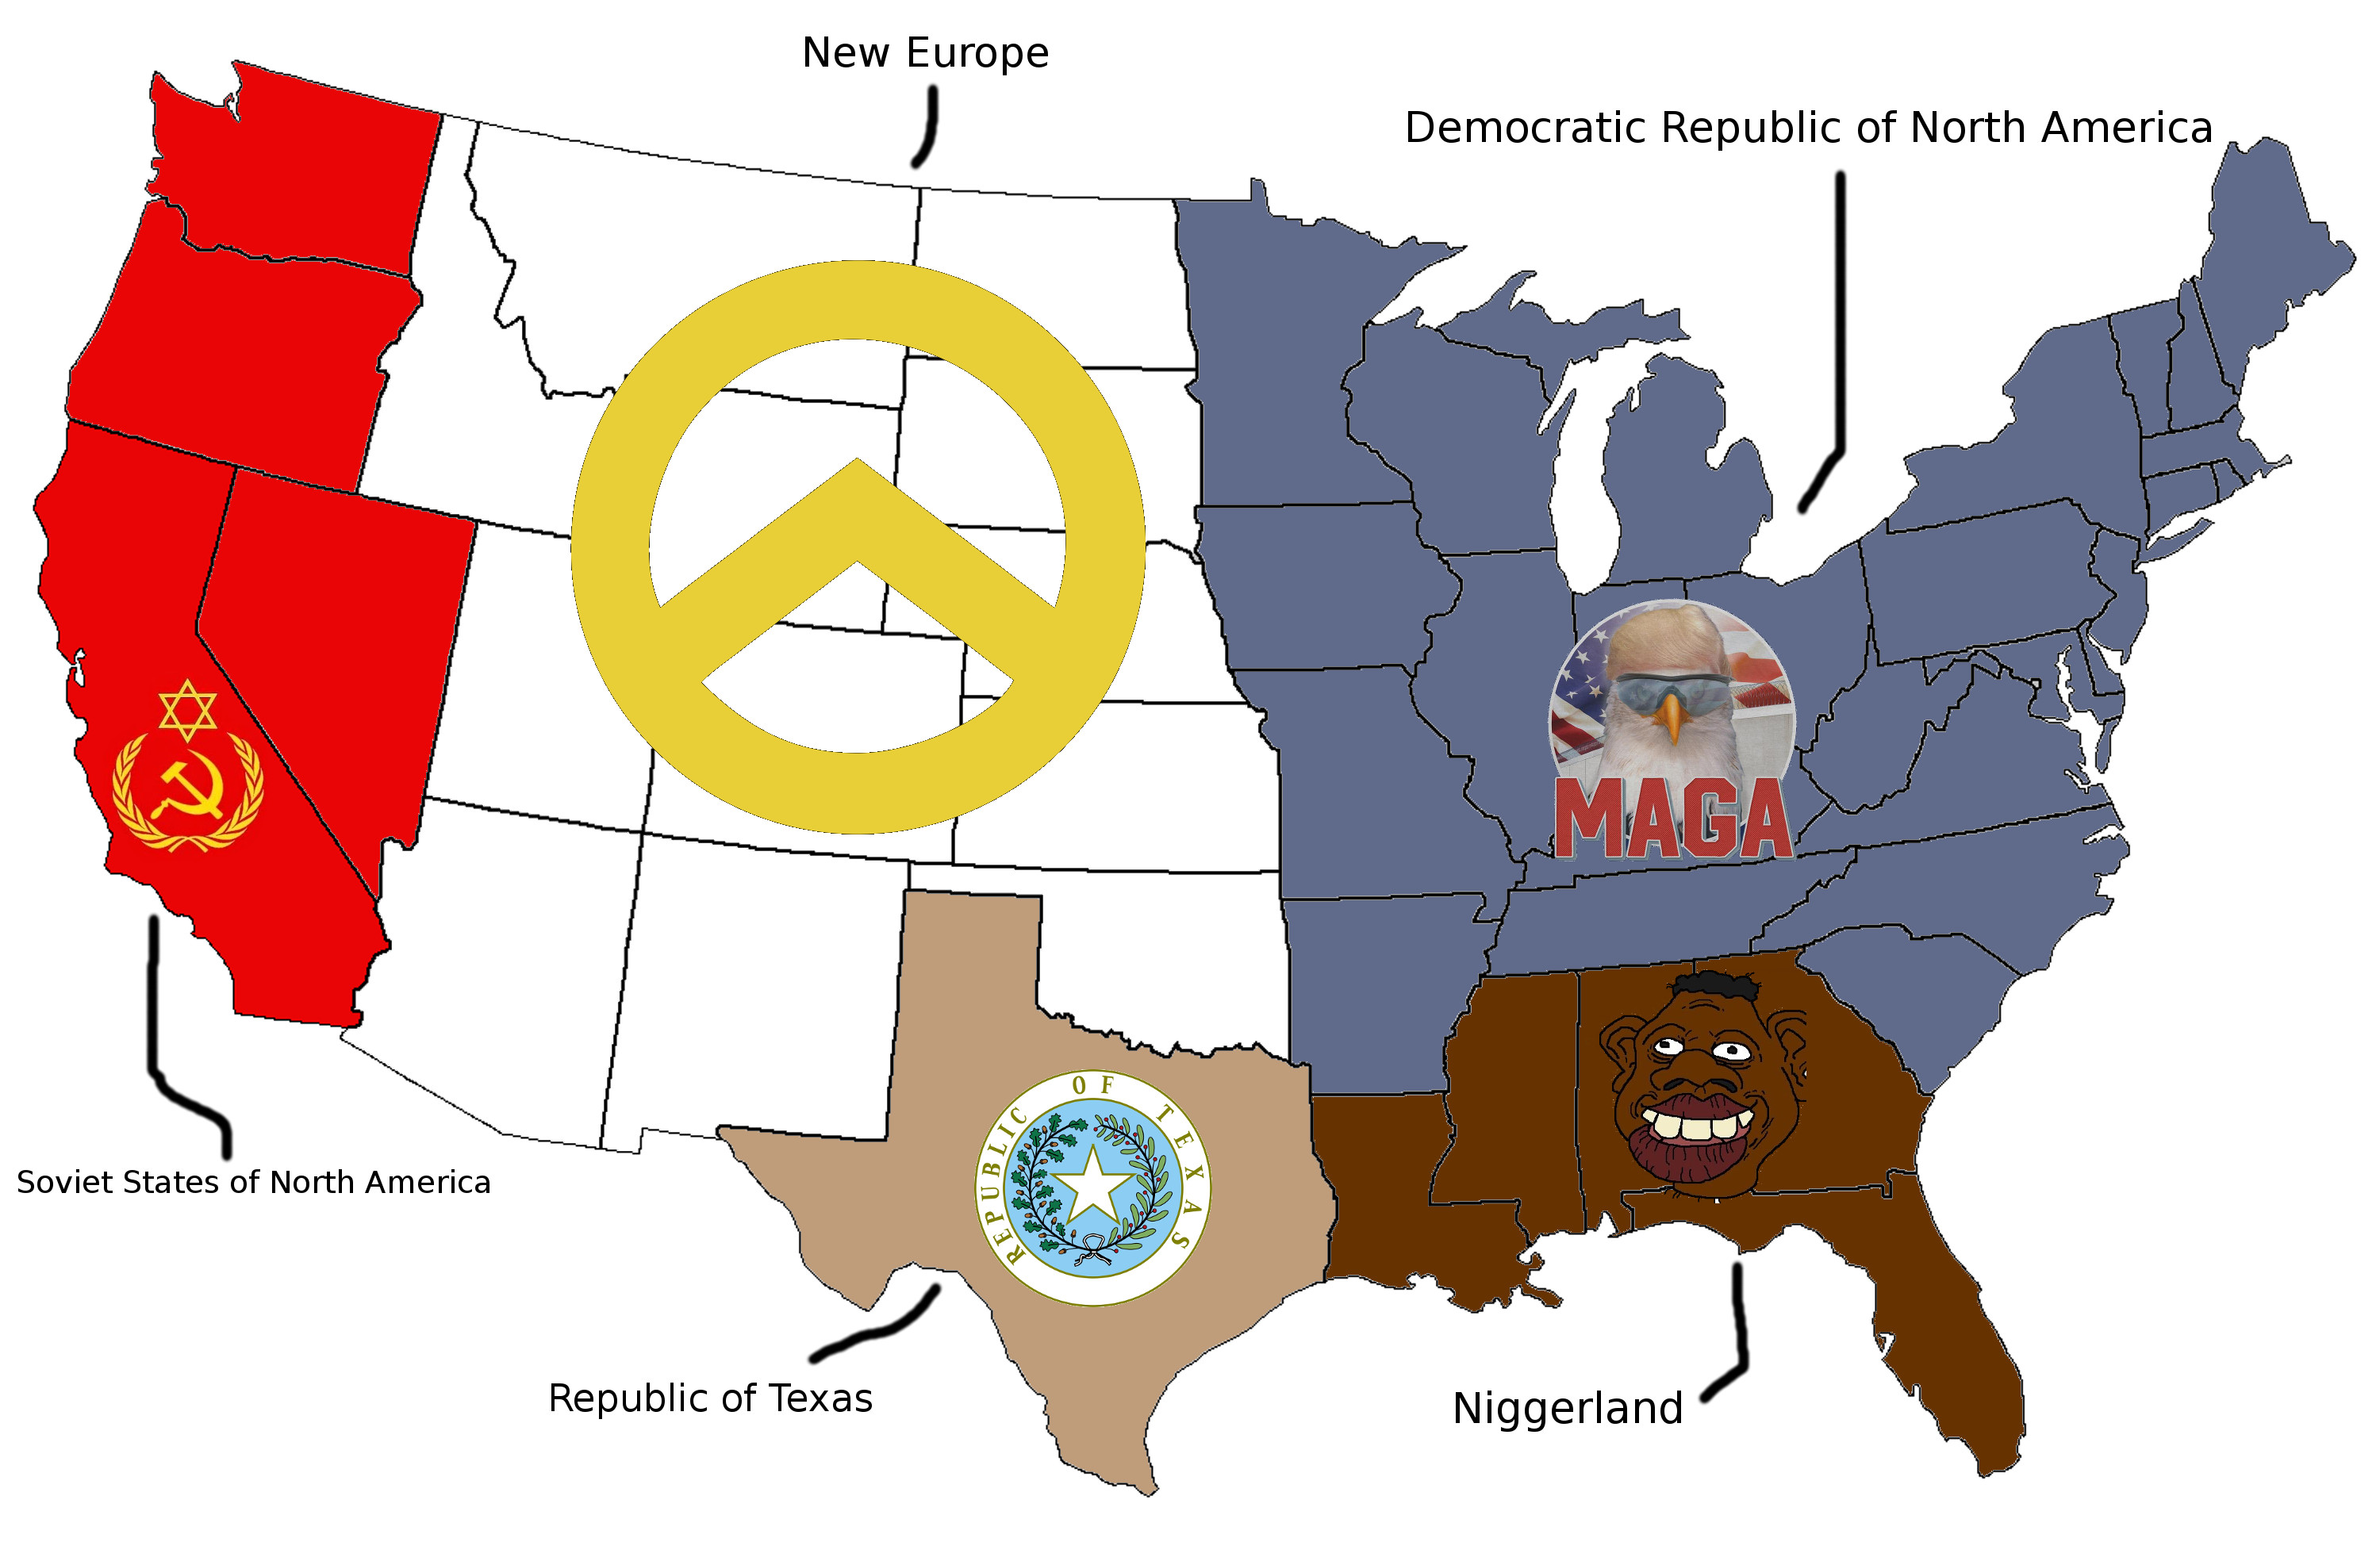 New Europe
Democratic Republic of North America
MAGA
REPUBLIC OF TEXAS
Soviet States of North America
Republic of Texas
Niggerland